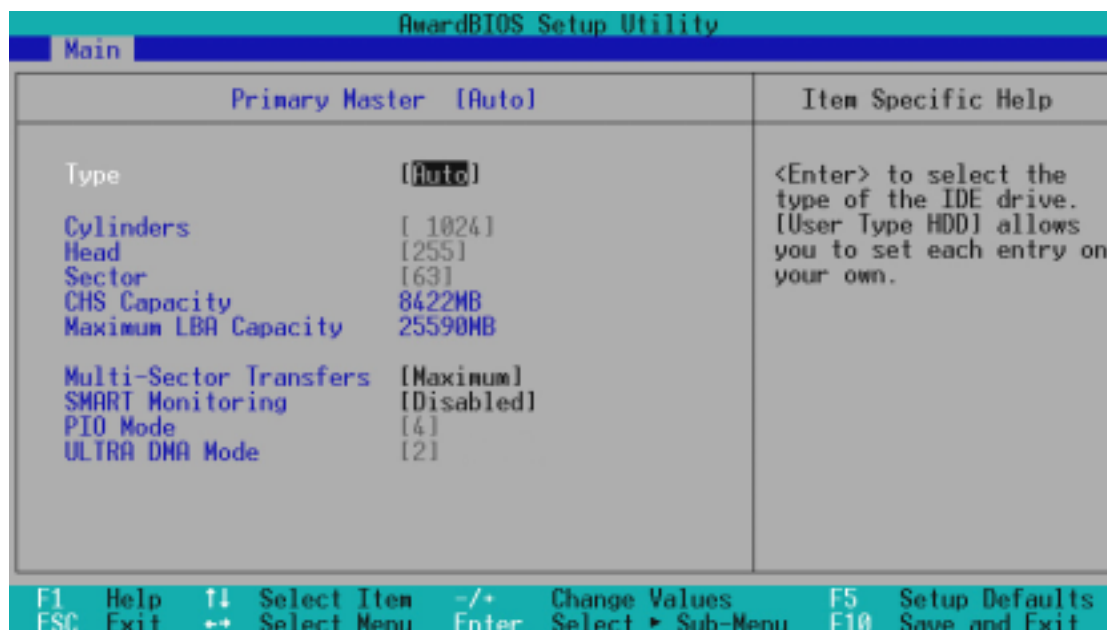 AwardBIOS Setup Utility
Main
Primary Master [Auto]
Item Specific Help
Type [Auto]
Cylinders [ 1024]
Head [255]
Sector [63]
CHS Capacity 8422MB
Maximum LBA Capacity 25590MB
Multi-Sector Transfers [Maximum]
SMART Monitoring [Disabled]
PIO Mode [4]
ULTRA DMA Mode [2]
<Enter> to select the
type of the IDE drive.
[User Type HDD] allows
you to set each entry on
your own.
F1 Help ↑↓ Select Item -/+ Change Values F5 Setup Defaults
ESC Exit ←→ Select Menu Enter Select ► Sub-Menu F10 Save and Exit